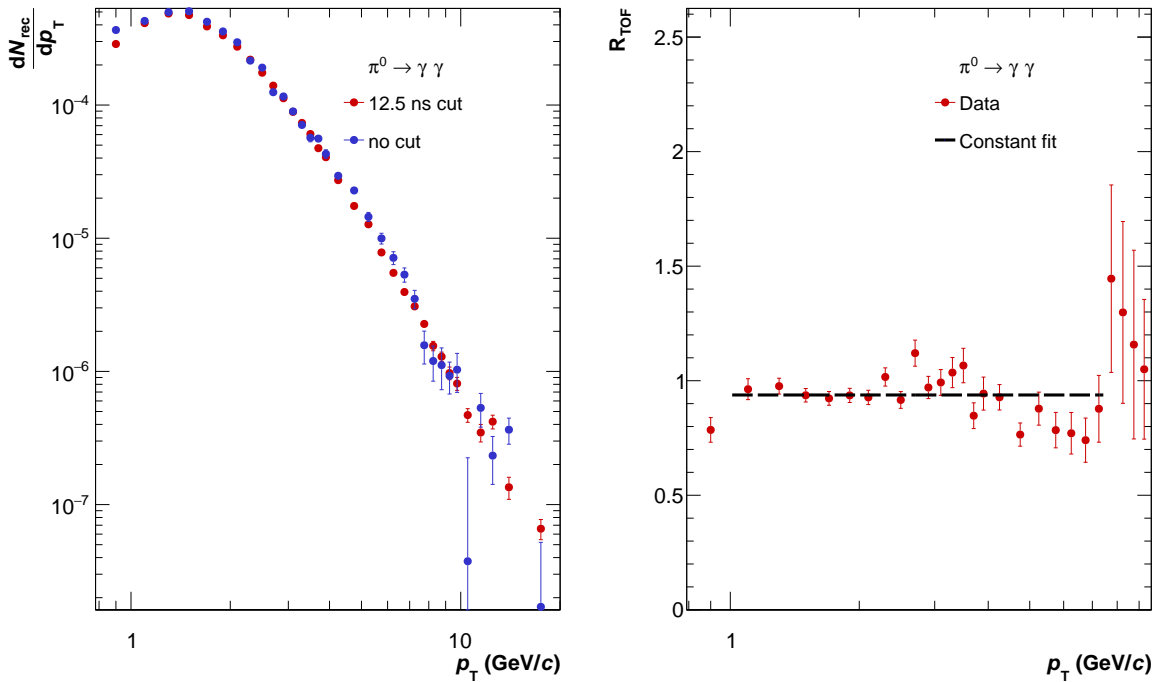 dN_rec
dp_T
π⁰ → γ γ
12.5 ns cut
no cut
10⁻⁴
10⁻⁵
10⁻⁶
10⁻⁷
1
10
p_T (GeV/c)
R_TOF
π⁰ → γ γ
Data
Constant fit
2.5
2
1.5
1
0.5
0
1
p_T (GeV/c)